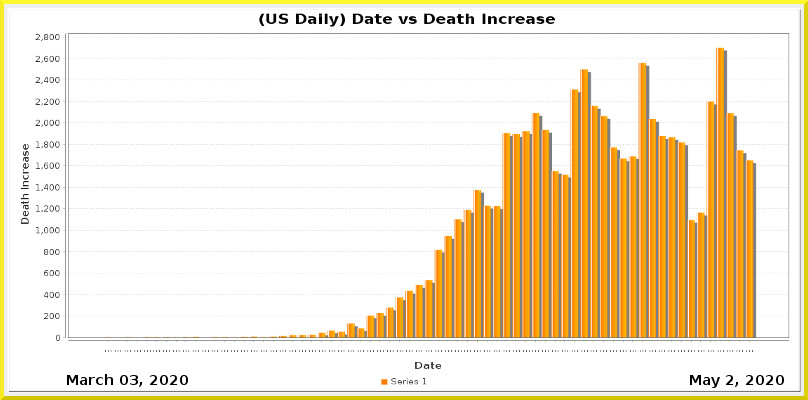 (US Daily) Date vs Death Increase
2,800
2,600
2,400
2,200
2,000
1,800
1,600
1,400
1,200
1,000
800
600
400
200
0
Death Increase
Date
March 03, 2020
Series 1
May 2, 2020